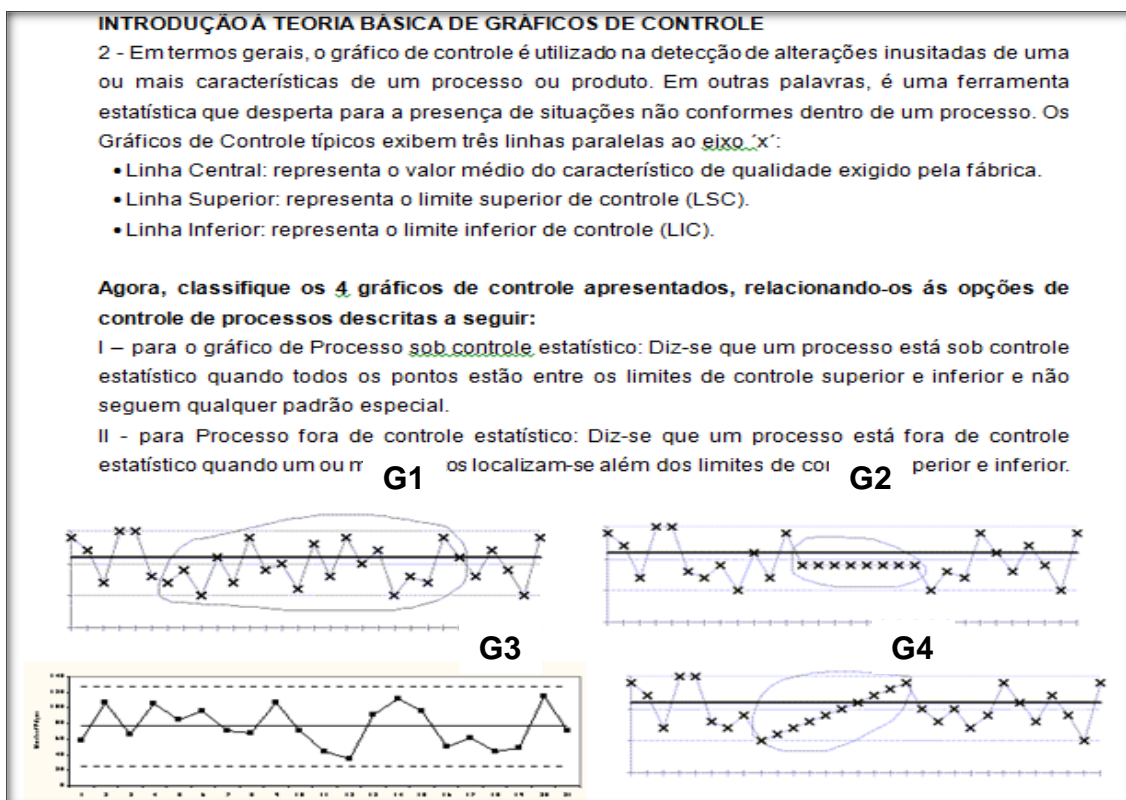 INTRODUÇÃO À TEORIA BÁSICA DE GRÁFICOS DE CONTROLE
2 - Em termos gerais, o gráfico de controle é utilizado na detecção de alterações inusitadas de uma
ou mais características de um processo ou produto. Em outras palavras, é uma ferramenta
estatística que desperta para a presença de situações não conformes dentro de um processo. Os
Gráficos de Controle típicos exibem três linhas paralelas ao eixo ´x´:
• Linha Central: representa o valor médio do característico de qualidade exigido pela fábrica.
• Linha Superior: representa o limite superior de controle (LSC).
• Linha Inferior: representa o limite inferior de controle (LIC).
Agora, classifique os 4 gráficos de controle apresentados, relacionando-os ás opções de
controle de processos descritas a seguir:
I – para o gráfico de Processo sob controle estatístico: Diz-se que um processo está sob controle
estatístico quando todos os pontos estão entre os limites de controle superior e inferior e não
seguem qualquer padrão especial.
II - para Processo fora de controle estatístico: Diz-se que um processo está fora de controle
estatístico quando um ou m os localizam-se além dos limites de co perior e inferior.
G1 G2
G3 G4